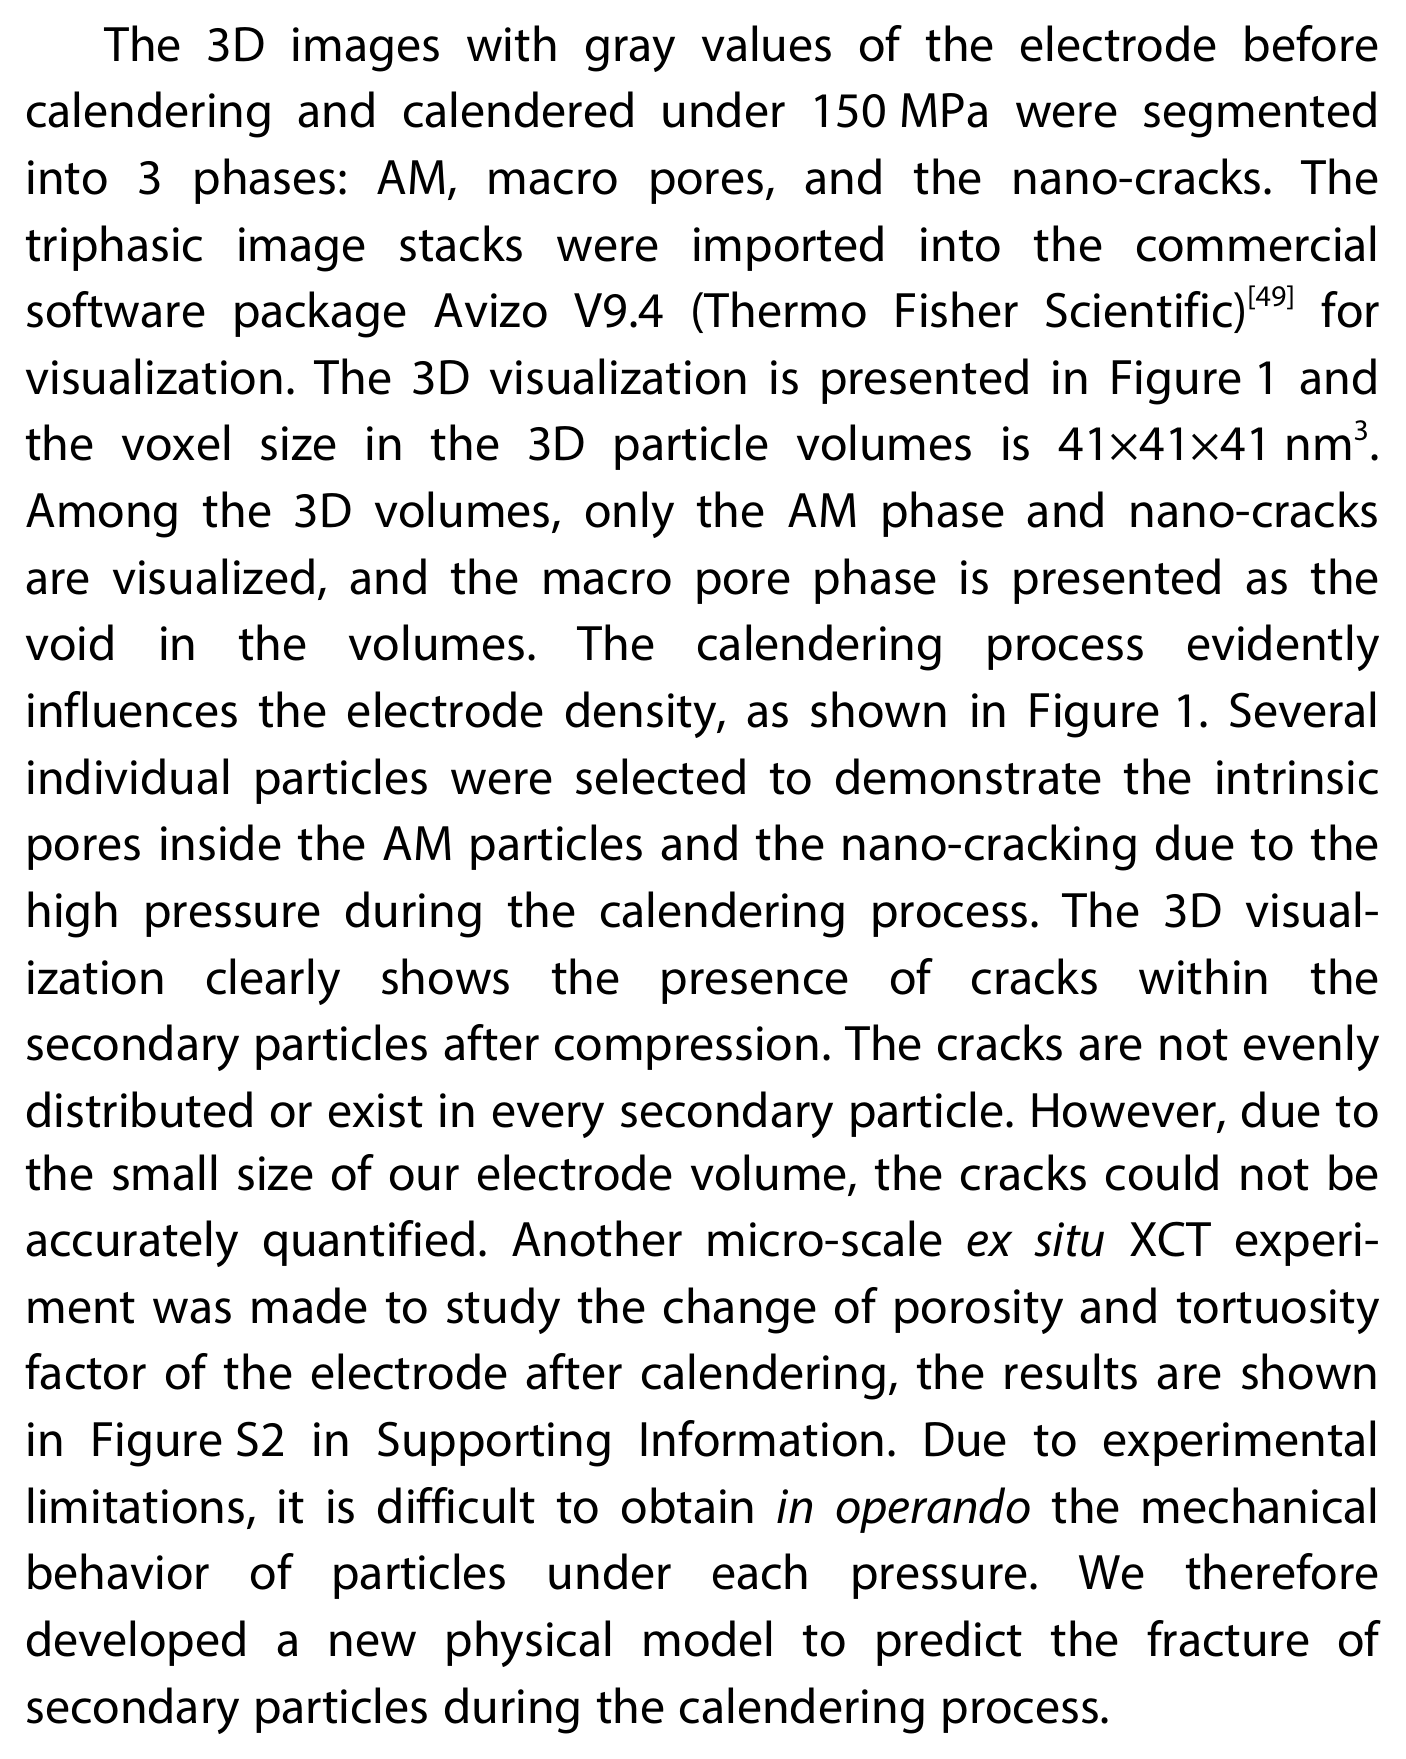 The 3D images with gray values of the electrode before
calendering and calendered under 150 MPa were segmented
into 3 phases: AM, macro pores, and the nano-cracks. The
triphasic image stacks were imported into the commercial
software package Avizo V9.4 (Thermo Fisher Scientific)[49] for
visualization. The 3D visualization is presented in Figure 1 and
the voxel size in the 3D particle volumes is 41×41×41 nm³.
Among the 3D volumes, only the AM phase and nano-cracks
are visualized, and the macro pore phase is presented as the
void in the volumes. The calendering process evidently
influences the electrode density, as shown in Figure 1. Several
individual particles were selected to demonstrate the intrinsic
pores inside the AM particles and the nano-cracking due to the
high pressure during the calendering process. The 3D visual-
ization clearly shows the presence of cracks within the
secondary particles after compression. The cracks are not evenly
distributed or exist in every secondary particle. However, due to
the small size of our electrode volume, the cracks could not be
accurately quantified. Another micro-scale ex situ XCT experi-
ment was made to study the change of porosity and tortuosity
factor of the electrode after calendering, the results are shown
in Figure S2 in Supporting Information. Due to experimental
limitations, it is difficult to obtain in operando the mechanical
behavior of particles under each pressure. We therefore
developed a new physical model to predict the fracture of
secondary particles during the calendering process.